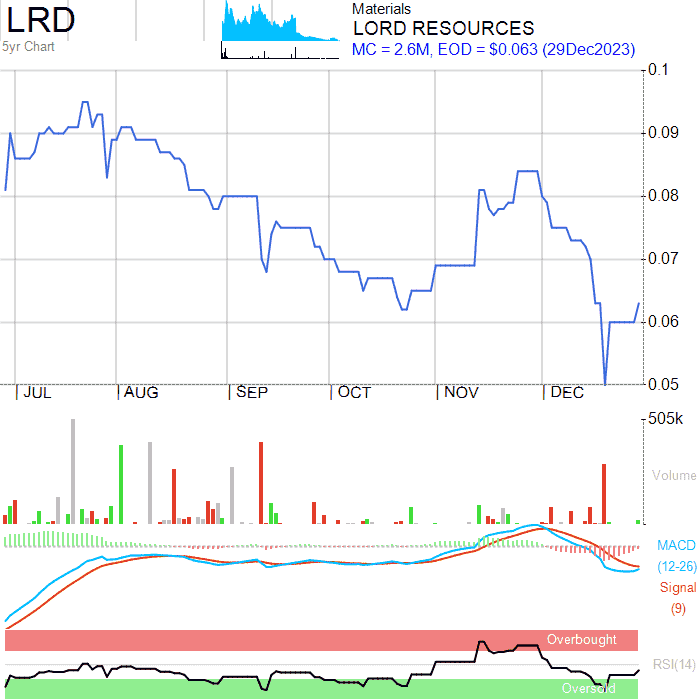 LRD
5yr Chart
Materials
LORD RESOURCES
MC = 2.6M, EOD = $0.063 (29Dec2023)
0.1
0.09
0.08
0.07
0.06
0.05
JUL AUG SEP OCT NOV DEC
505k
Volume
MACD
(12-26)
Signal
(9)
Overbought
RSI(14)
Oversold